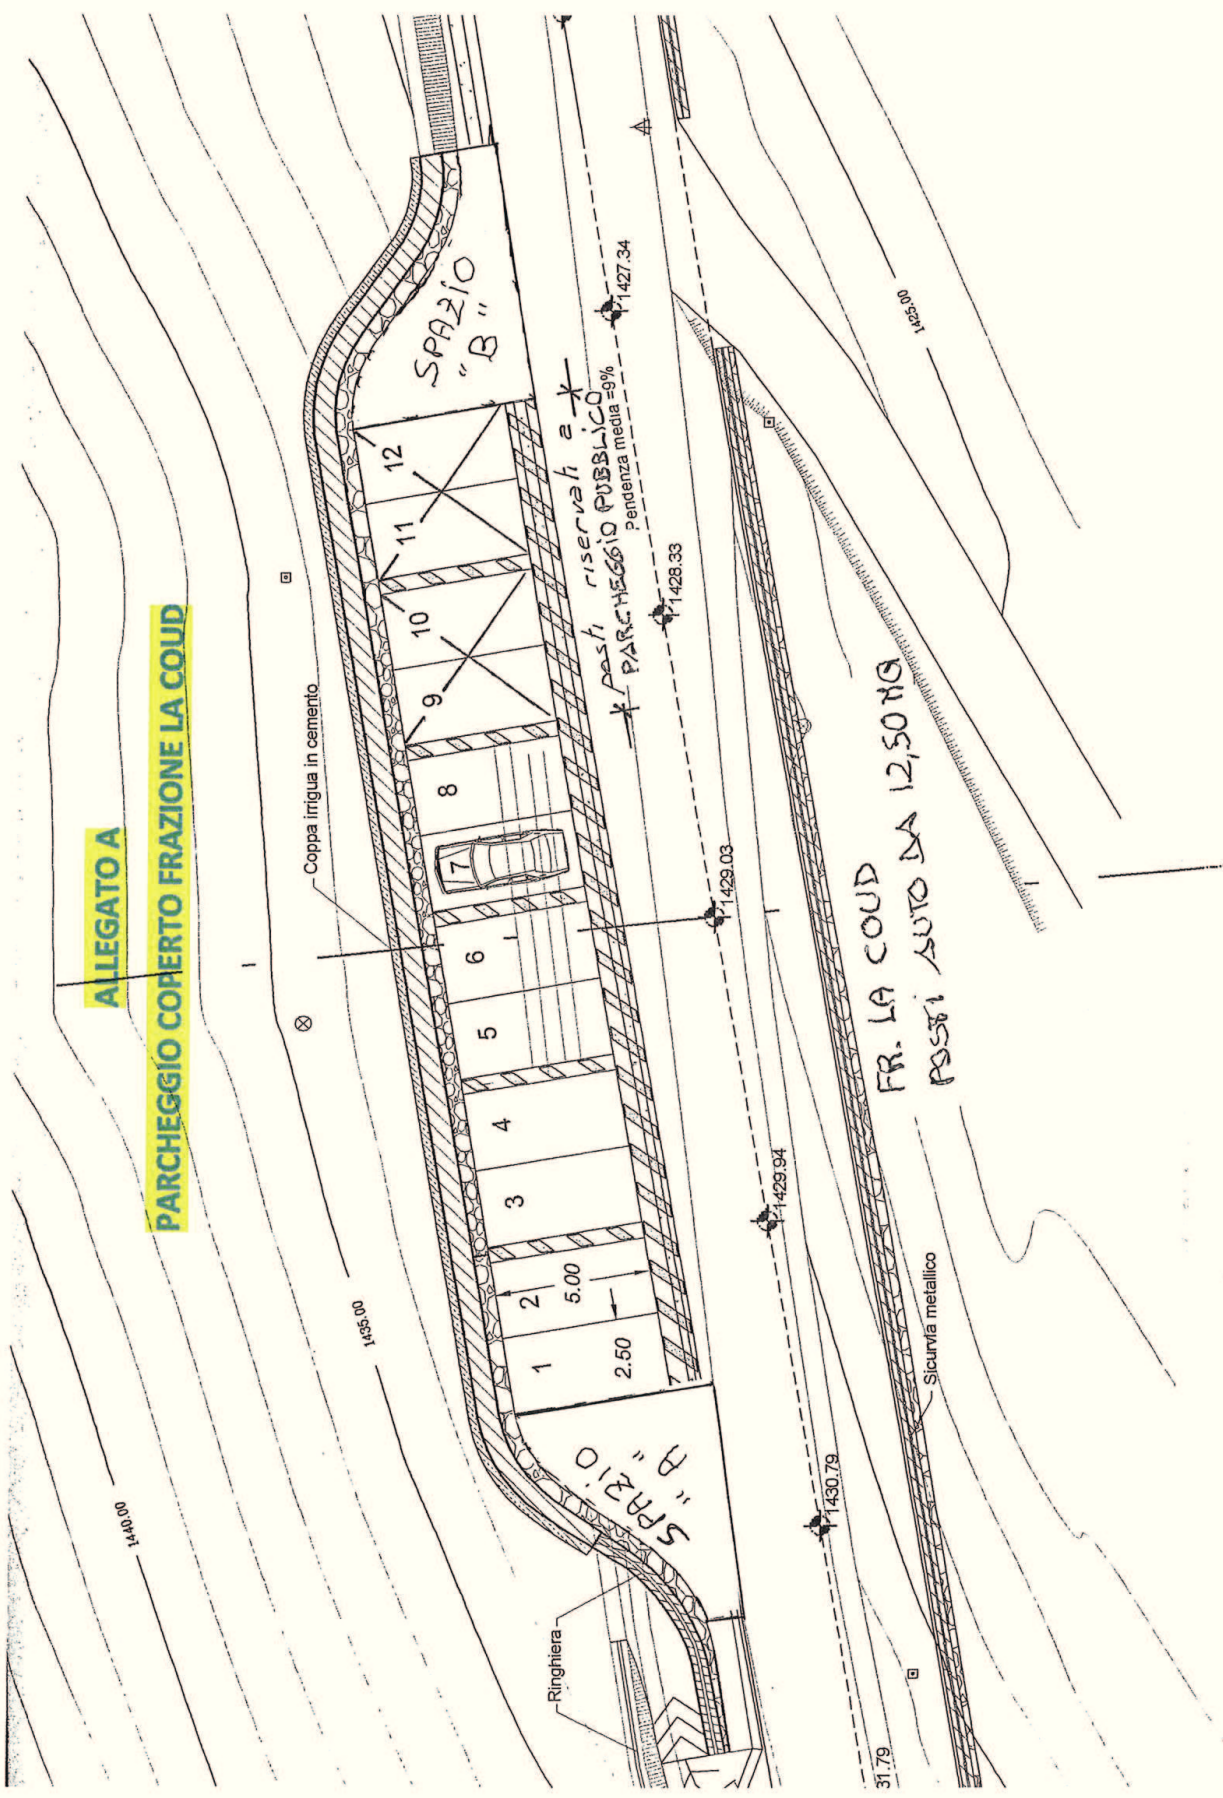 ALLEGATO A
PARCHEGGIO COPERTO FRAZIONE LA COUD
Coppa irrigua in cemento
1440.00
1435.00
1425.00
SPAZIO
"A"
1
2
3
4
5
6
7
8
9
10
11
12
2.50
5.00
SPAZIO
"B"
posti riservati a
PARCHEGGIO PUBBLICO
Pendenza media =9%
31.79
1430.79
1429.94
1429.03
1428.33
1427.34
Ringhiera
Sicurvia metallico
FR. LA COUD
POSTI AUTO DA 12,50 MQ